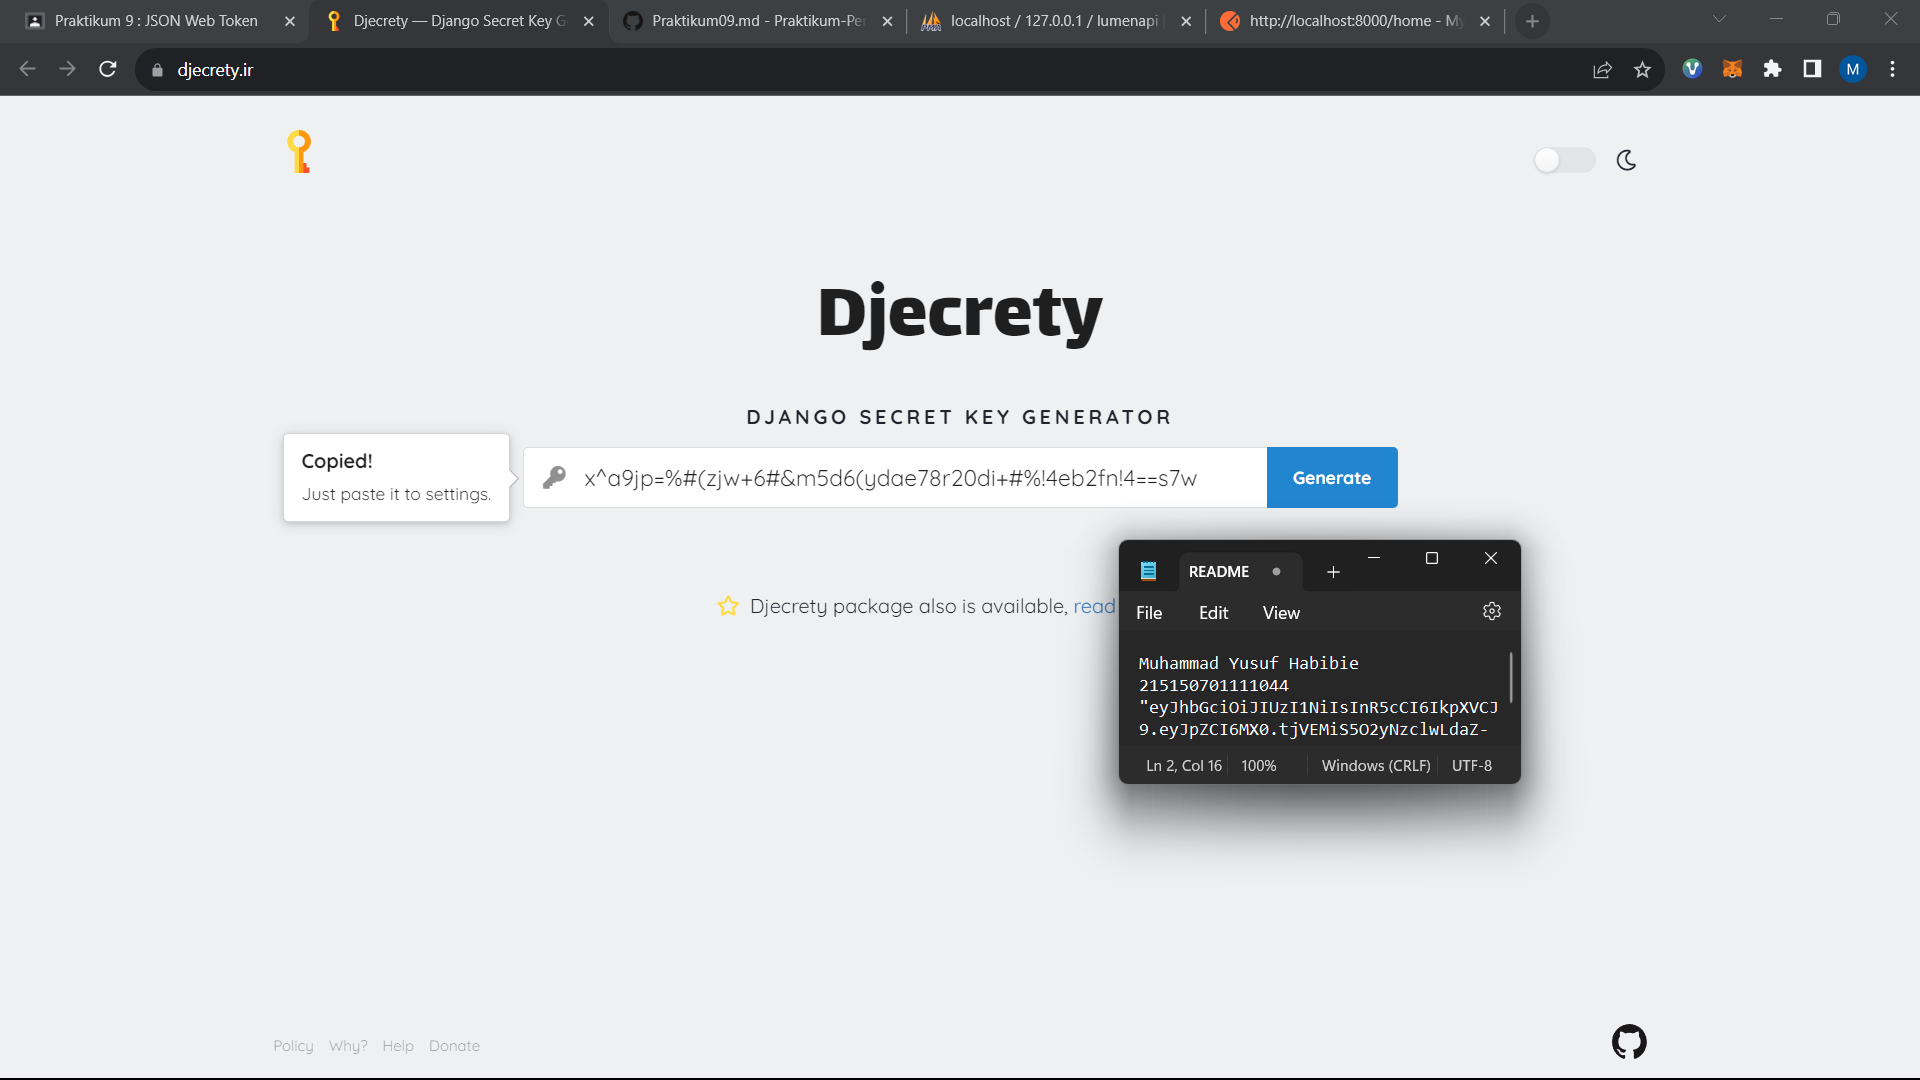 Praktikum 9 : JSON Web Token
Djecrety — Django Secret Key G
Praktikum09.md - Praktikum-Pe
localhost / 127.0.0.1 / lumenapi
http://localhost:8000/home - My
djecrety.ir
M
Djecrety
DJANGO SECRET KEY GENERATOR
Copied!
Just paste it to settings.
x^a9jp=%#(zjw+6#&m5d6(ydae78r20di+#%!4eb2fn!4==s7w
Generate
Djecrety package also is available, read
README
File Edit View
Muhammad Yusuf Habibie
215150701111044
"eyJhbGciOiJIUzI1NiIsInR5cCI6IkpXVCJ
9.eyJpZCI6MX0.tjVEMiS5O2yNzclwLdaZ-
Ln 2, Col 16 100% Windows (CRLF) UTF-8
Policy Why? Help Donate